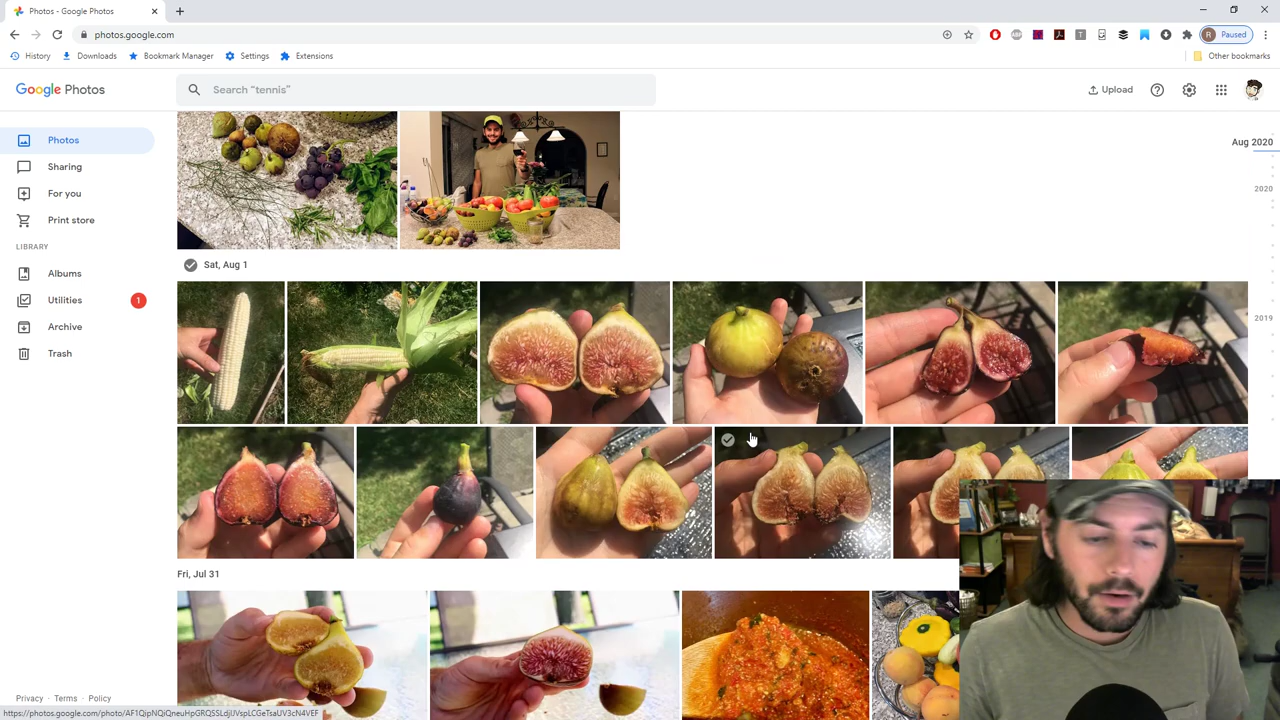 Photos - Google Photos
photos.google.com
R Paused
History Downloads Bookmark Manager Settings Extensions Other bookmarks
Google Photos
Search "tennis"
Upload
Photos
Sharing
For you
Print store
LIBRARY
Albums
Utilities 1
Archive
Trash
Aug 2020
2020
Sat, Aug 1
2019
Fri, Jul 31
Privacy · Terms · Policy